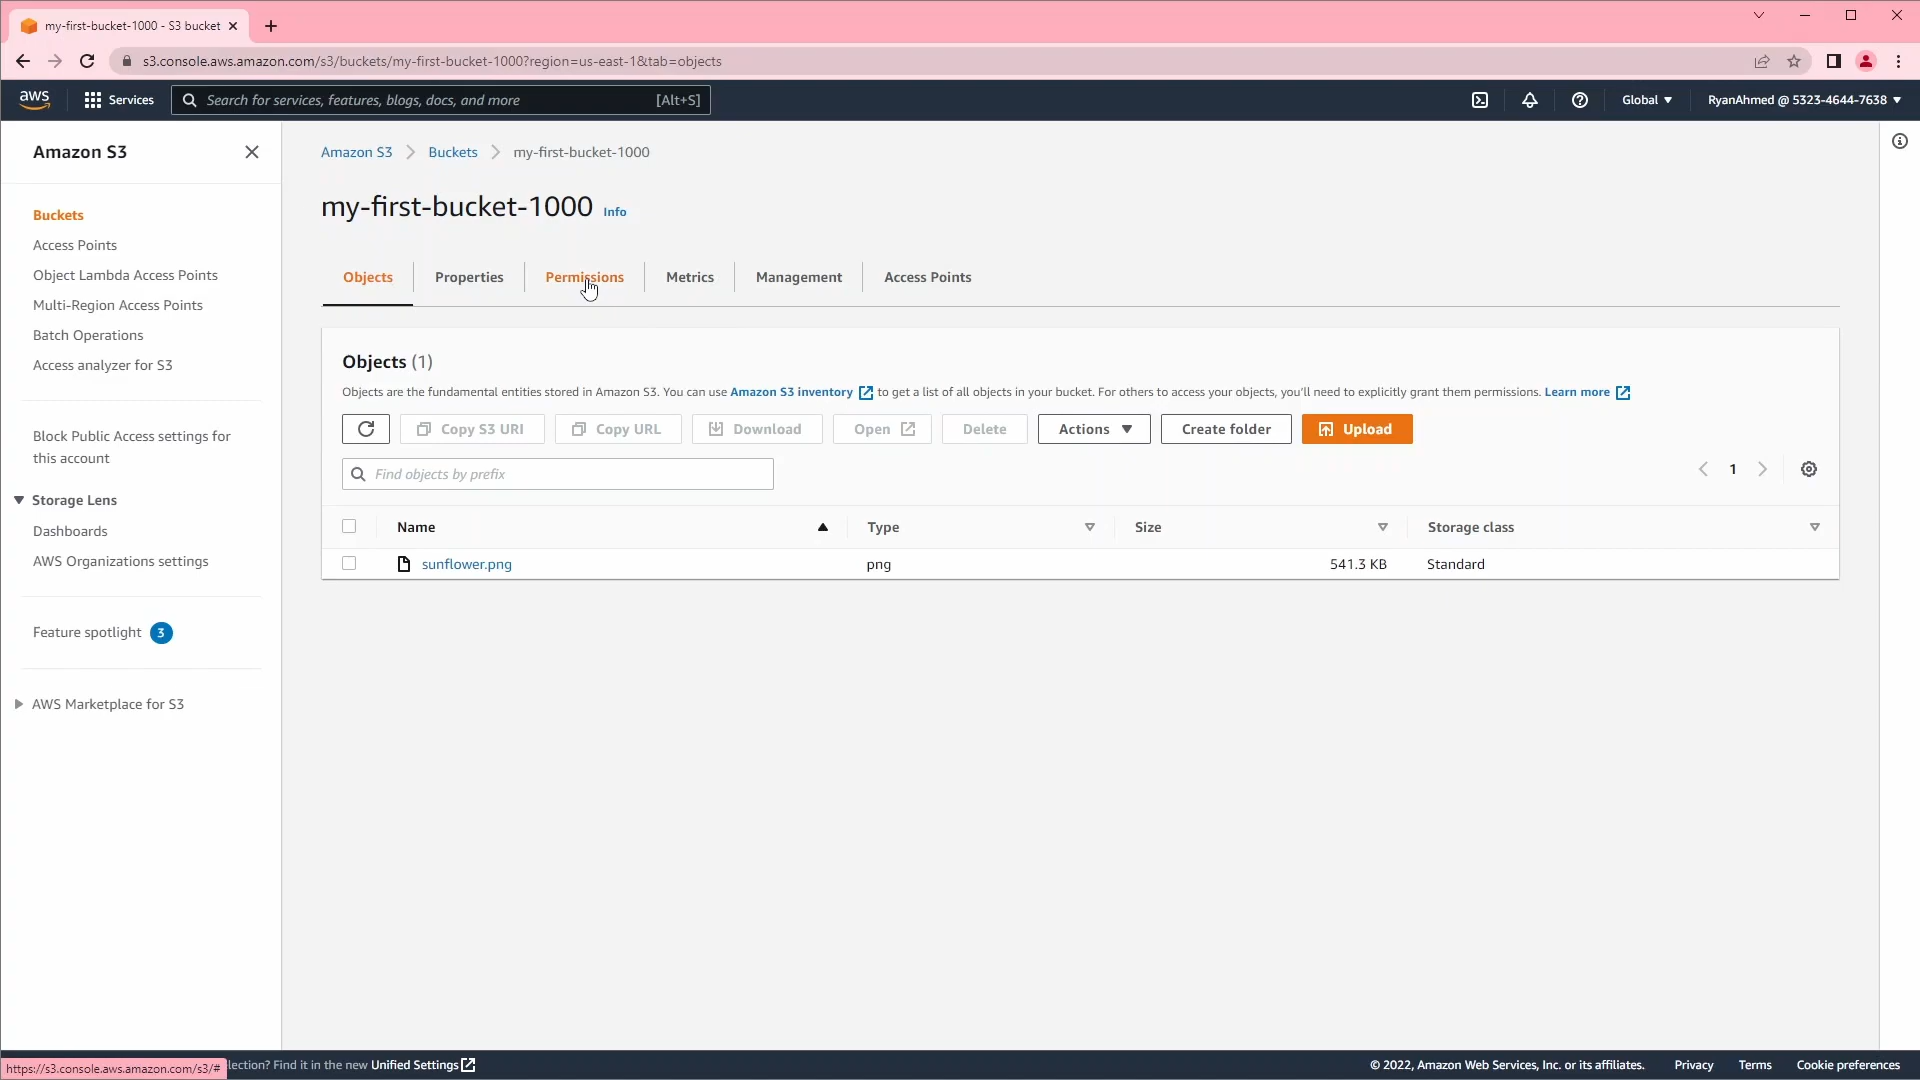 my-first-bucket-1000 - S3 bucket
s3.console.aws.amazon.com/s3/buckets/my-first-bucket-1000?region=us-east-1&tab=objects
aws
Services
Search for services, features, blogs, docs, and more [Alt+S]
Global
RyanAhmed @ 5323-4644-7638
Amazon S3
Buckets
Access Points
Object Lambda Access Points
Multi-Region Access Points
Batch Operations
Access analyzer for S3
Block Public Access settings for
this account
Storage Lens
Dashboards
AWS Organizations settings
Feature spotlight 3
AWS Marketplace for S3
Amazon S3 Buckets my-first-bucket-1000
my-first-bucket-1000 Info
Objects Properties Permissions Metrics Management Access Points
Objects (1)
Objects are the fundamental entities stored in Amazon S3. You can use Amazon S3 inventory to get a list of all objects in your bucket. For others to access your objects, you'll need to explicitly grant them permissions. Learn more
Copy S3 URI Copy URL Download Open Delete Actions Create folder Upload
Find objects by prefix
1
Name Type Size Storage class
sunflower.png png 541.3 KB Standard
https://s3.console.aws.amazon.com/s3/#
lection? Find it in the new Unified Settings
© 2022, Amazon Web Services, Inc. or its affiliates. Privacy Terms Cookie preferences